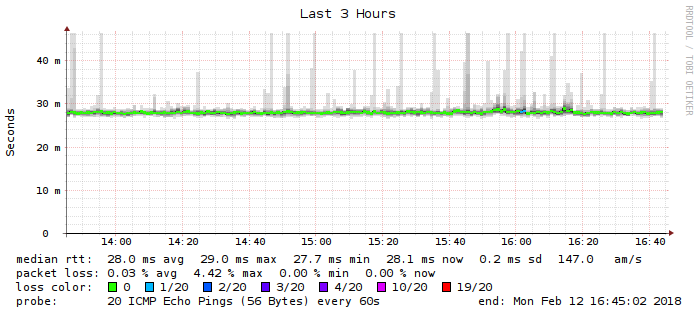 Last 3 Hours
RRDTOOL / TOBI OETIKER
Seconds
40 m
30 m
20 m
10 m
0
14:00 14:20 14:40 15:00 15:20 15:40 16:00 16:20 16:40
median rtt: 28.0 ms avg 29.0 ms max 27.7 ms min 28.1 ms now 0.2 ms sd 147.0 am/s
packet loss: 0.03 % avg 4.42 % max 0.00 % min 0.00 % now
loss color: 0 1/20 2/20 3/20 4/20 10/20 19/20
probe: 20 ICMP Echo Pings (56 Bytes) every 60s end: Mon Feb 12 16:45:02 2018